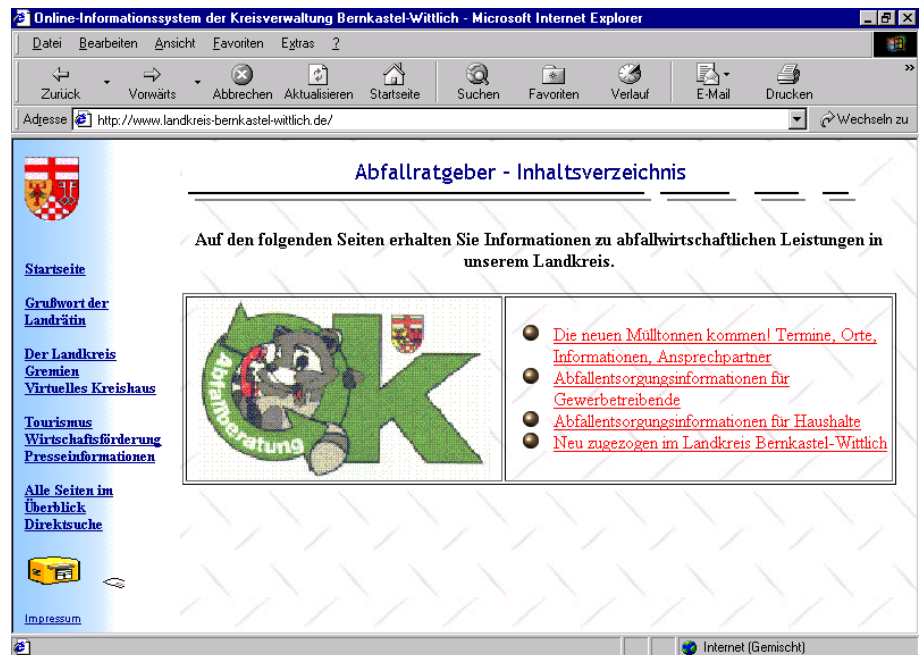 Online-Informationssystem der Kreisverwaltung Bernkastel-Wittlich - Microsoft Internet Explorer
Datei Bearbeiten Ansicht Favoriten Extras ?
Zurück Vorwärts Abbrechen Aktualisieren Startseite Suchen Favoriten Verlauf E-Mail Drucken »
Adresse http://www.landkreis-bernkastel-wittlich.de/ Wechseln zu
Abfallratgeber - Inhaltsverzeichnis
Auf den folgenden Seiten erhalten Sie Informationen zu abfallwirtschaftlichen Leistungen in
unserem Landkreis.
Startseite
Grußwort der
Landrätin
Der Landkreis
Gremien
Virtuelles Kreishaus
Tourismus
Wirtschaftsförderung
Presseinformationen
Alle Seiten im
Überblick
Direktsuche
Impressum
Abfallberatung
OK
Die neuen Mülltonnen kommen! Termine, Orte,
Informationen, Ansprechpartner
Abfallentsorgungsinformationen für
Gewerbetreibende
Abfallentsorgungsinformationen für Haushalte
Neu zugezogen im Landkreis Bernkastel-Wittlich
Internet (Gemischt)